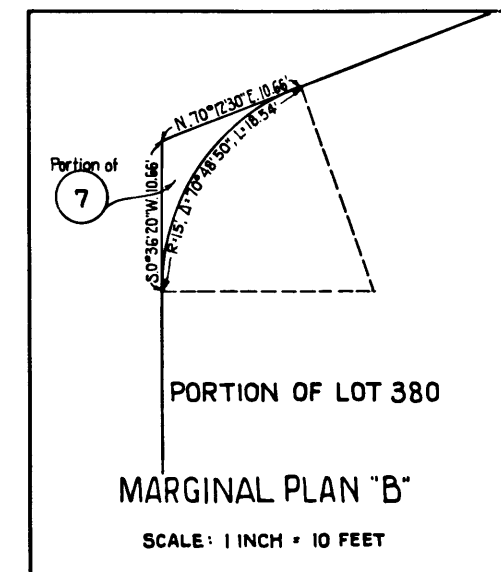 N. 70°12'30"E. 10.66'
Portion of
7
S.0°36'20"W. 10.66'
R=15'. Δ=70°48'50", L=18.54'
PORTION OF LOT 380
MARGINAL PLAN "B"
SCALE: 1 INCH = 10 FEET